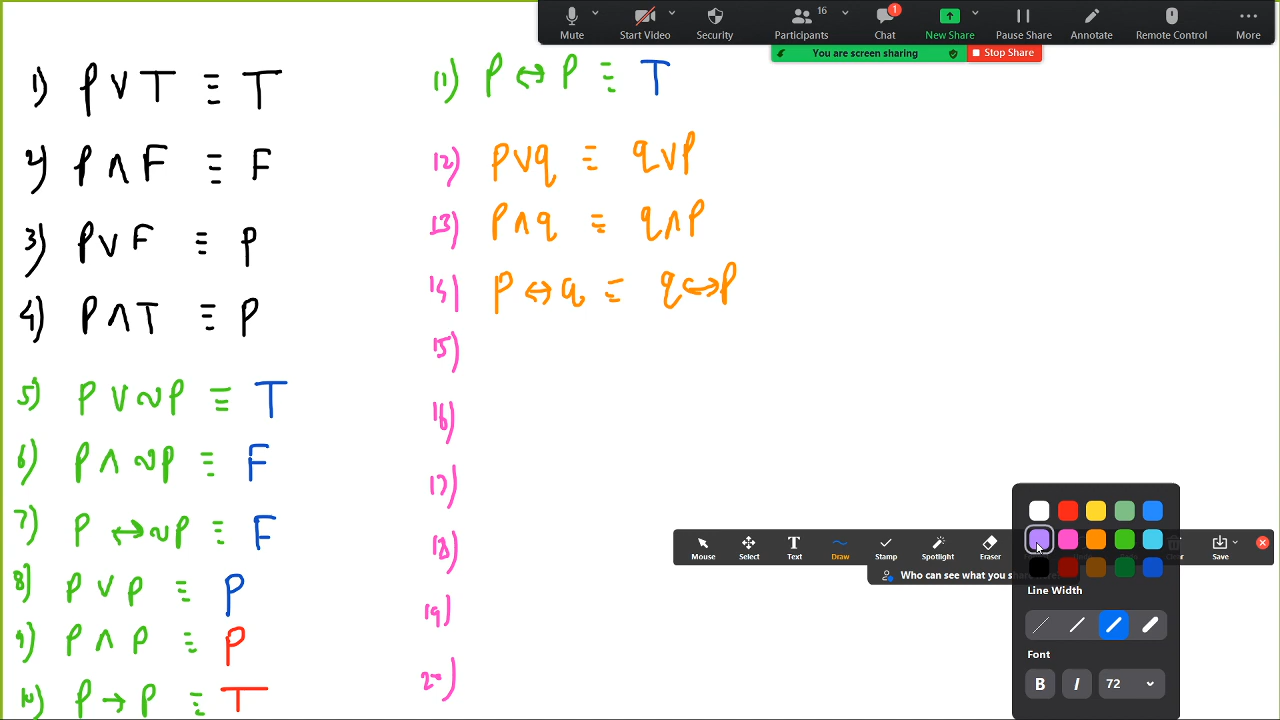 16
1
Mute
Start Video
Security
Participants
Chat
New Share
Pause Share
Annotate
Remote Control
More
You are screen sharing
Stop Share
1) P ∨ T ≡ T
2) P ∧ F ≡ F
3) P ∨ F ≡ P
4) P ∧ T ≡ P
5) P ∨ ~P ≡ T
6) P ∧ ~P ≡ F
7) P ↔ ~P ≡ F
8) P ∨ P ≡ P
9) P ∧ P ≡ P
10) P → P ≡ T
11) P ↔ P ≡ T
12) P ∨ q ≡ q ∨ P
13) P ∧ q ≡ q ∧ P
14) P ↔ q ≡ q ↔ P
15)
16)
17)
18)
19)
20)
Mouse
Select
Text
Draw
Stamp
Spotlight
Eraser
Save
Who can see what you
Line Width
Font
B
I
72